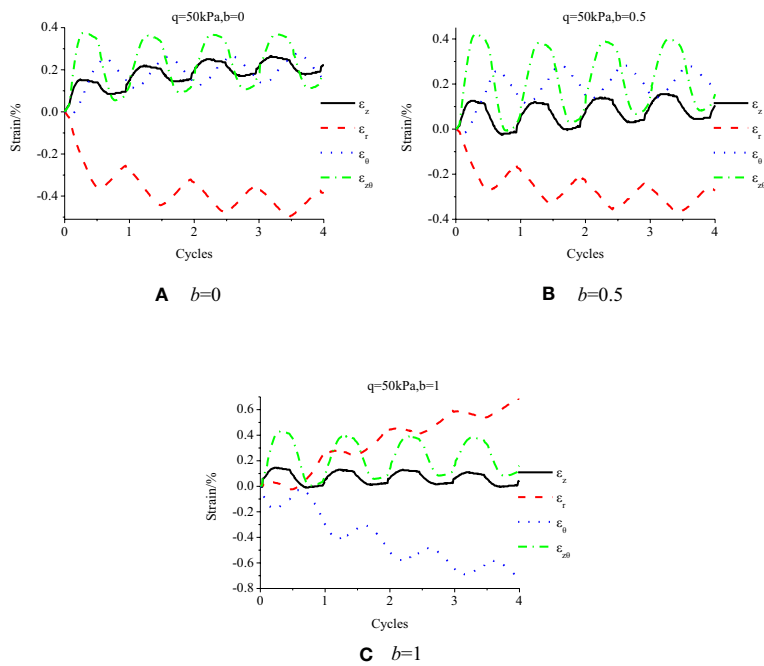 q=50kPa,b=0
Strain/%
0.4
0.2
0.0
-0.2
-0.4
0 1 2 3 4
Cycles
ε_z
ε_r
ε_θ
ε_zθ
A b=0
q=50kPa,b=0.5
Strain/%
0.4
0.2
0.0
-0.2
-0.4
0 1 2 3 4
Cycles
ε_z
ε_r
ε_θ
ε_zθ
B b=0.5
q=50kPa,b=1
Strain/%
0.6
0.4
0.2
0.0
-0.2
-0.4
-0.6
-0.8
0 1 2 3 4
Cycles
ε_z
ε_r
ε_θ
ε_zθ
C b=1